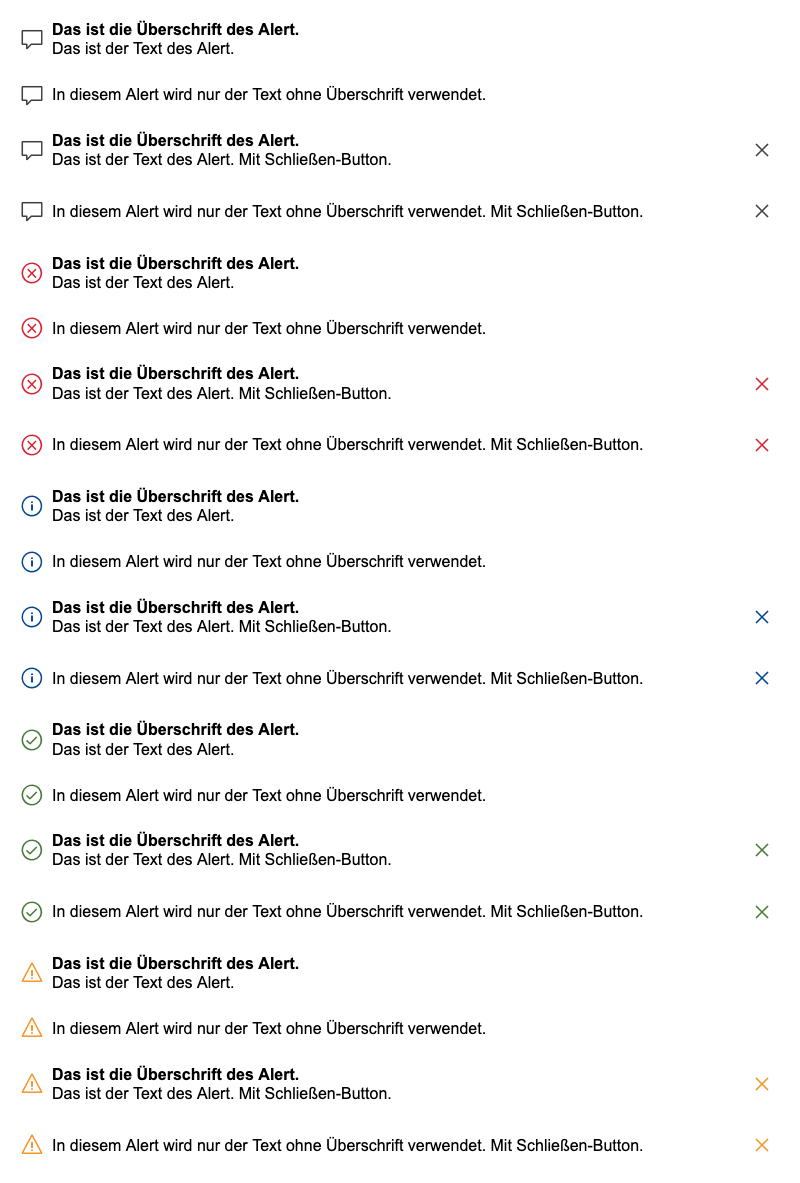 Das ist die Überschrift des Alert.
Das ist der Text des Alert.
In diesem Alert wird nur der Text ohne Überschrift verwendet.
Das ist die Überschrift des Alert.
Das ist der Text des Alert. Mit Schließen-Button.
In diesem Alert wird nur der Text ohne Überschrift verwendet. Mit Schließen-Button.
Das ist die Überschrift des Alert.
Das ist der Text des Alert.
In diesem Alert wird nur der Text ohne Überschrift verwendet.
Das ist die Überschrift des Alert.
Das ist der Text des Alert. Mit Schließen-Button.
In diesem Alert wird nur der Text ohne Überschrift verwendet. Mit Schließen-Button.
Das ist die Überschrift des Alert.
Das ist der Text des Alert.
In diesem Alert wird nur der Text ohne Überschrift verwendet.
Das ist die Überschrift des Alert.
Das ist der Text des Alert. Mit Schließen-Button.
In diesem Alert wird nur der Text ohne Überschrift verwendet. Mit Schließen-Button.
Das ist die Überschrift des Alert.
Das ist der Text des Alert.
In diesem Alert wird nur der Text ohne Überschrift verwendet.
Das ist die Überschrift des Alert.
Das ist der Text des Alert. Mit Schließen-Button.
In diesem Alert wird nur der Text ohne Überschrift verwendet. Mit Schließen-Button.
Das ist die Überschrift des Alert.
Das ist der Text des Alert.
In diesem Alert wird nur der Text ohne Überschrift verwendet.
Das ist die Überschrift des Alert.
Das ist der Text des Alert. Mit Schließen-Button.
In diesem Alert wird nur der Text ohne Überschrift verwendet. Mit Schließen-Button.